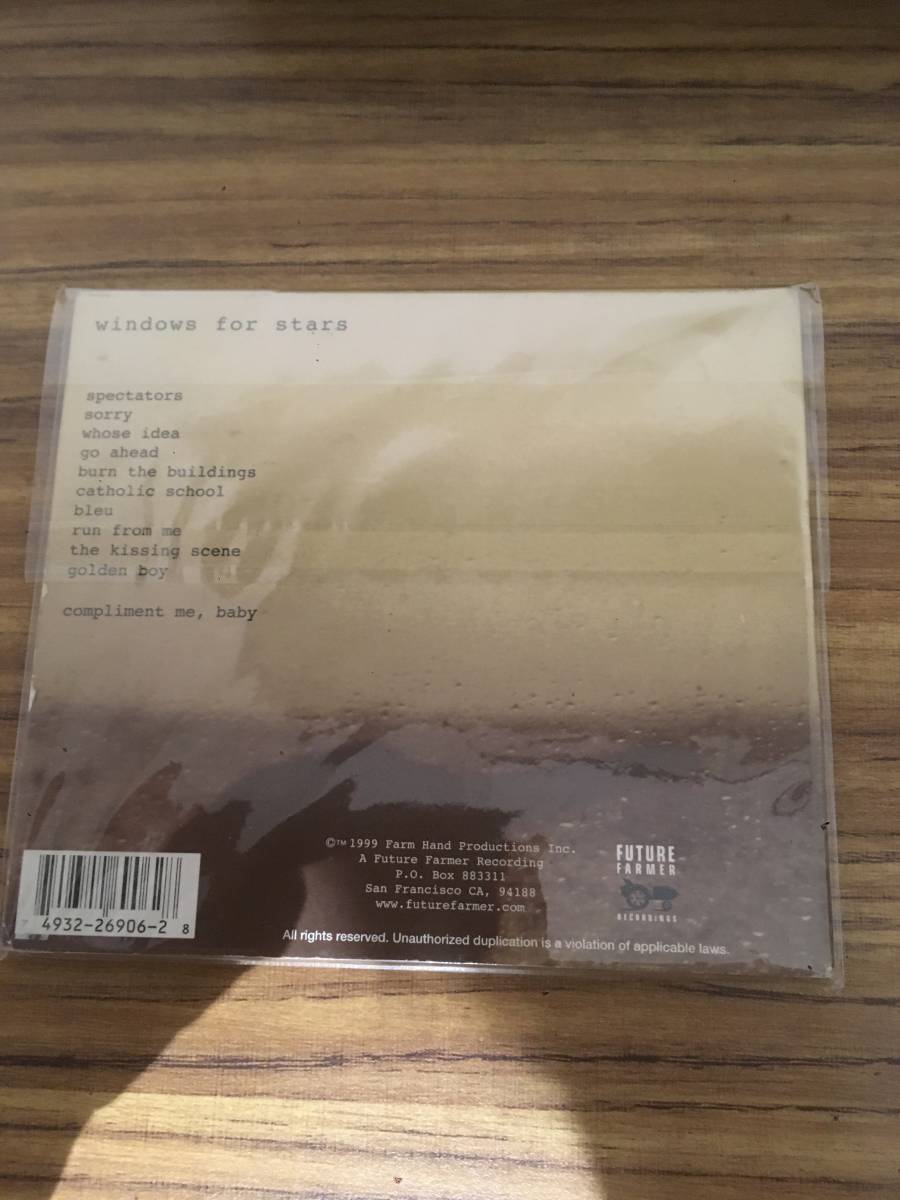 windows for stars
spectators
sorry
whose idea
go ahead
burn the buildings
catholic school
bleu
run from me
the kissing scene
golden boy
compliment me, baby
©™ 1999 Farm Hand Productions Inc.
A Future Farmer Recording
P.O. Box 883311
San Francisco CA, 94188
www.futurefarmer.com
FUTURE
FARMER
RECORDINGS
7 4932-26906-2 8
All rights reserved. Unauthorized duplication is a violation of applicable laws.